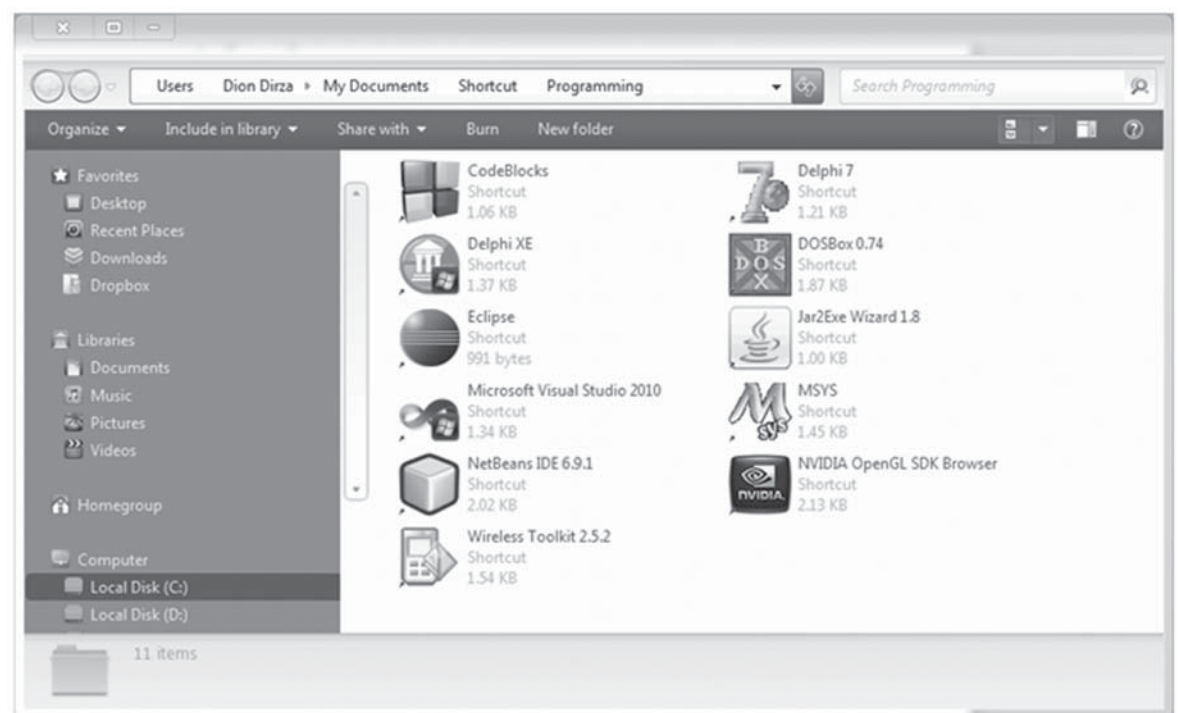 Users Dion Dirza My Documents Shortcut Programming
Search Programming
Organize Include in library Share with Burn New folder
Favorites
Desktop
Recent Places
Downloads
Dropbox
Libraries
Documents
Music
Pictures
Videos
Homegroup
Computer
Local Disk (C:)
Local Disk (D:)
CodeBlocks
Shortcut
1.06 KB
Delphi 7
Shortcut
1.21 KB
Delphi XE
Shortcut
1.37 KB
DOSBox 0.74
Shortcut
1.87 KB
Eclipse
Shortcut
991 bytes
Jar2Exe Wizard 1.8
Shortcut
1.00 KB
Microsoft Visual Studio 2010
Shortcut
1.34 KB
MSYS
Shortcut
1.45 KB
NetBeans IDE 6.9.1
Shortcut
2.02 KB
NVIDIA OpenGL SDK Browser
Shortcut
2.13 KB
Wireless Toolkit 2.5.2
Shortcut
1.54 KB
7
B
DOS
X
M
sys
NVIDIA.
11 items